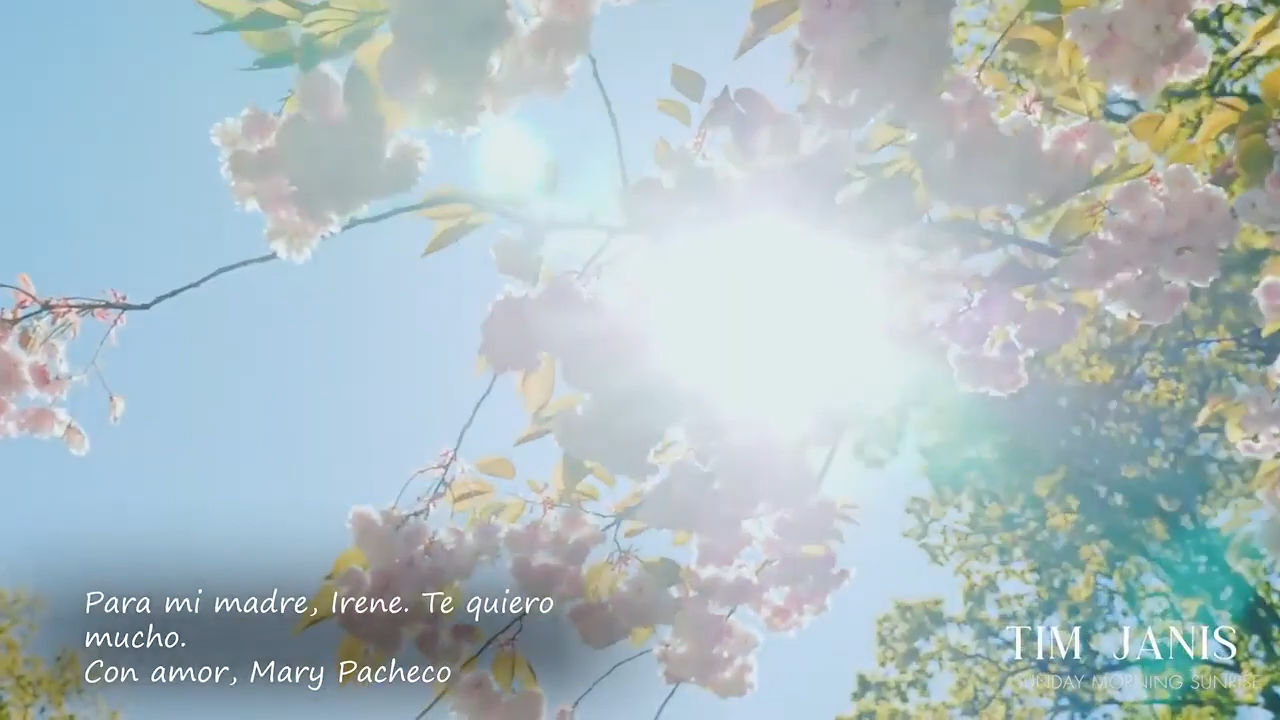 Para mi madre, Irene. Te quiero
mucho.
Con amor, Mary Pacheco
TIM JANIS
SUNDAY MORNING SUNRISE